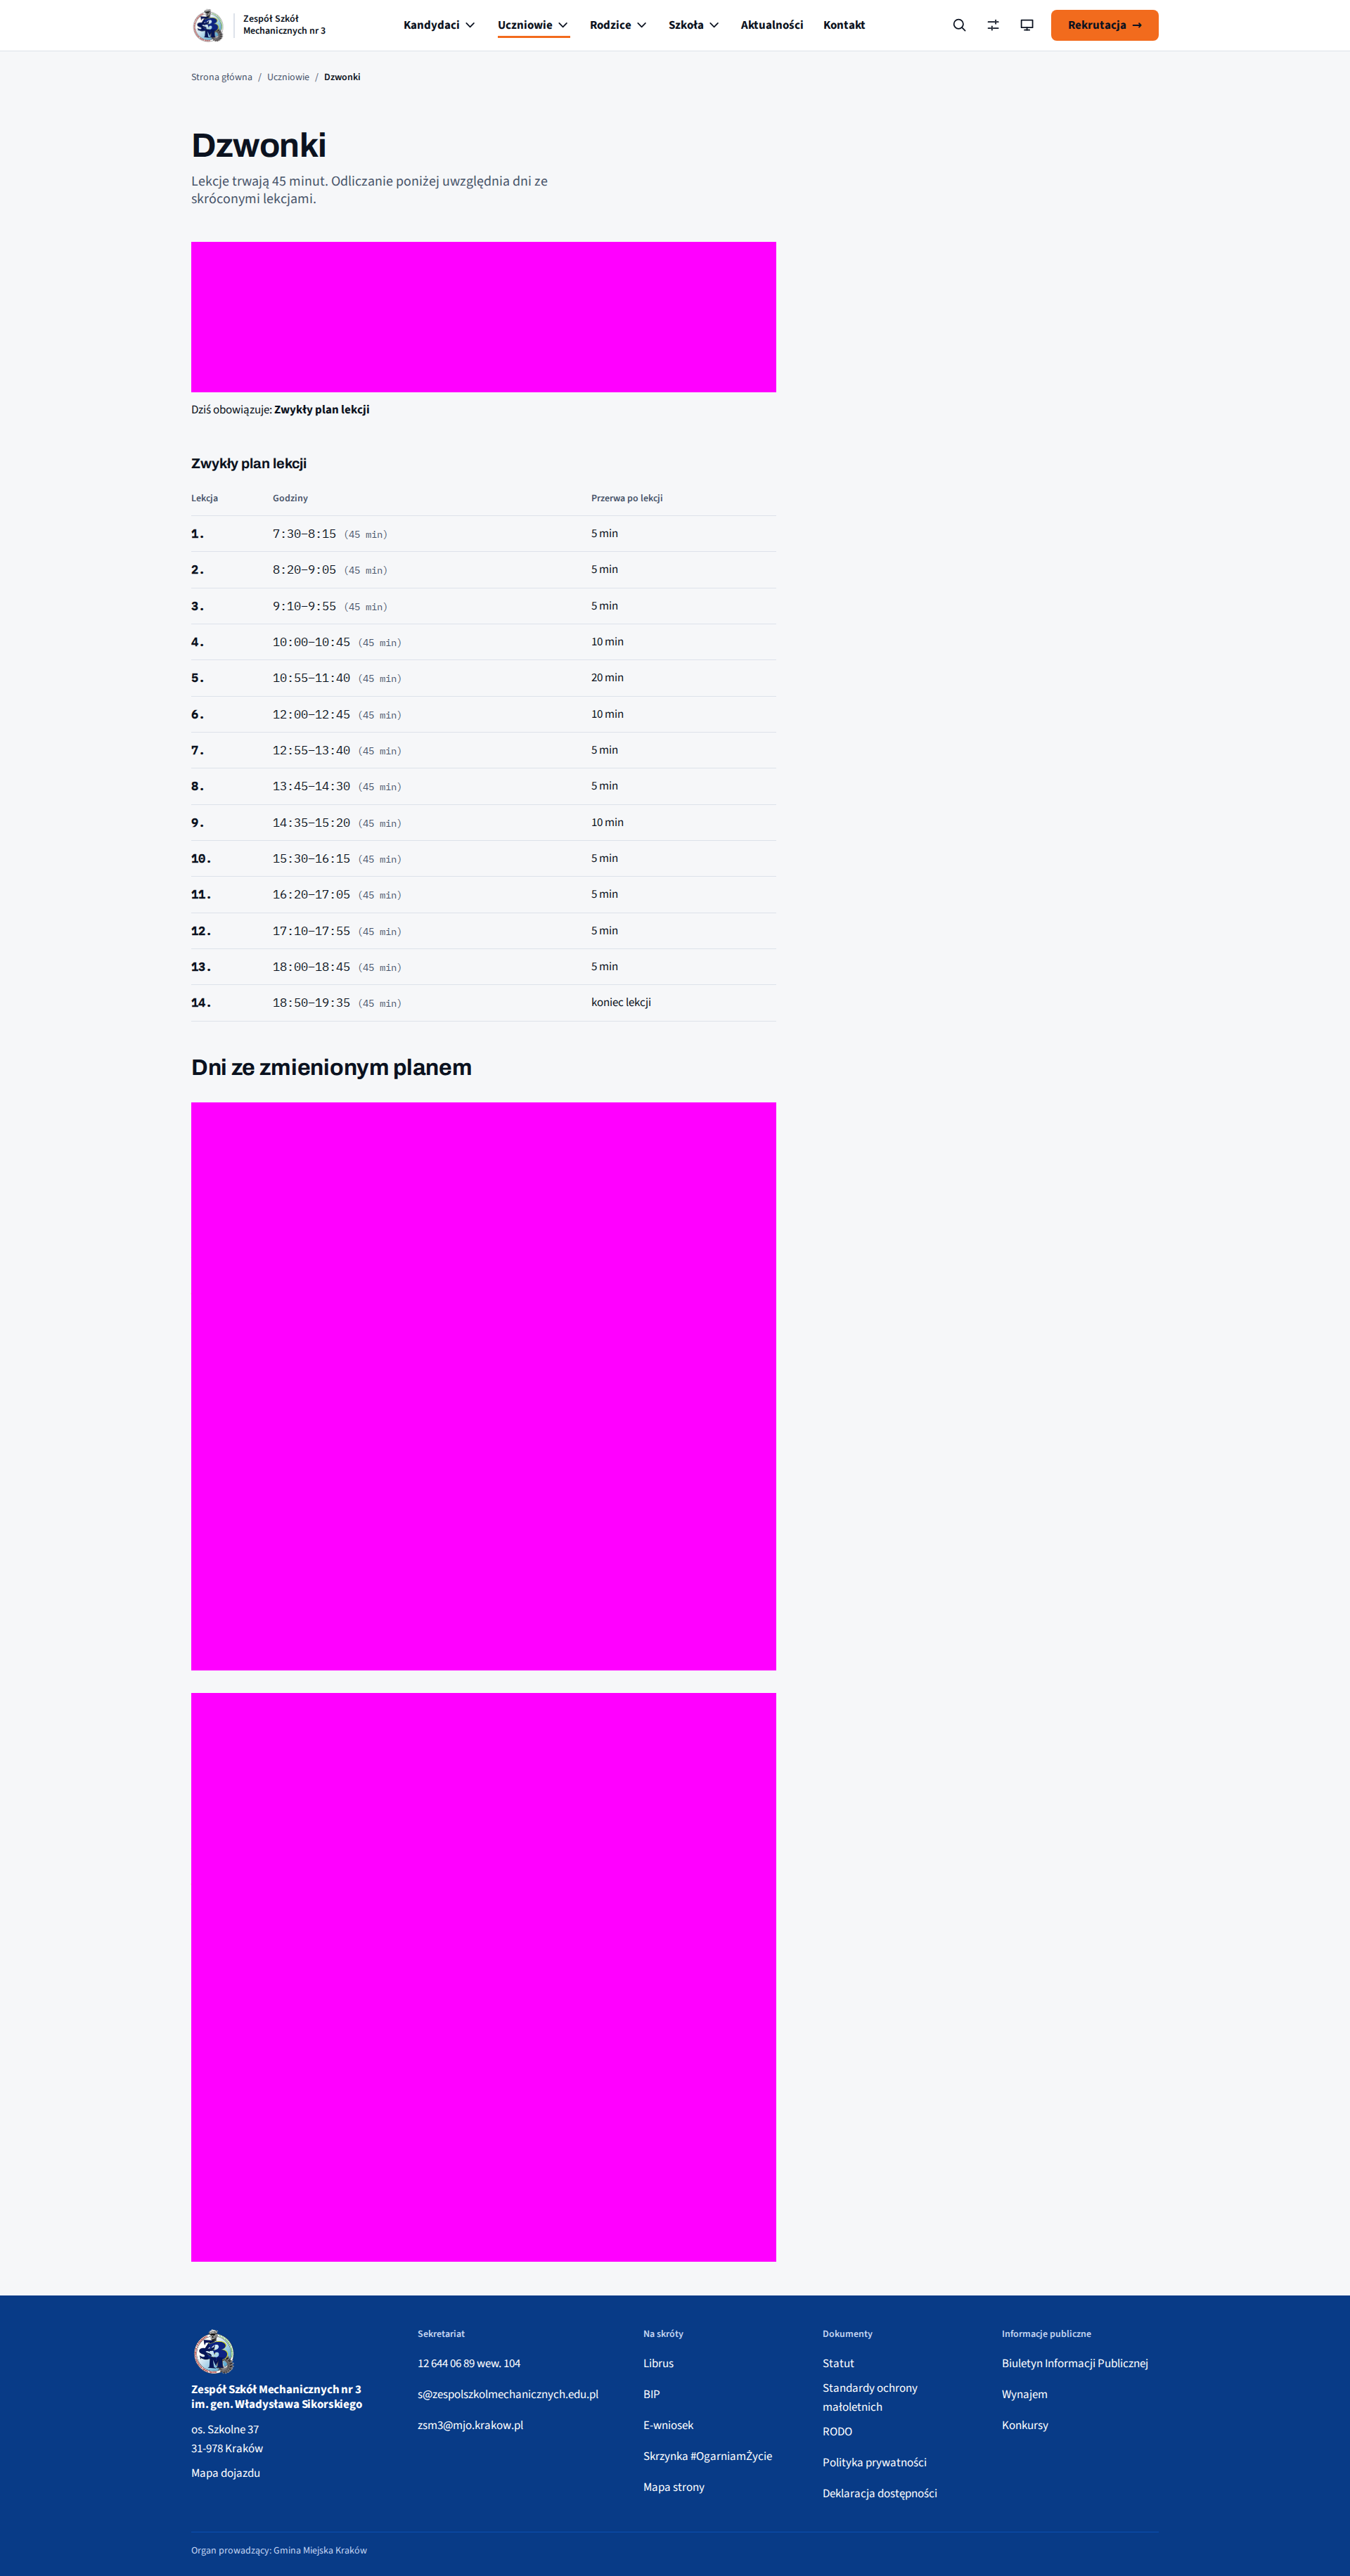 Zespół Szkół
Mechanicznych nr 3
Kandydaci
Uczniowie
Rodzice
Szkoła
Aktualności
Kontakt
Rekrutacja →
Strona główna / Uczniowie / Dzwonki
Dzwonki
Lekcje trwają 45 minut. Odliczanie poniżej uwzględnia dni ze
skróconymi lekcjami.
Dziś obowiązuje: Zwykły plan lekcji
Zwykły plan lekcji
Lekcja Godziny Przerwa po lekcji
1. 7:30–8:15 (45 min) 5 min
2. 8:20–9:05 (45 min) 5 min
3. 9:10–9:55 (45 min) 5 min
4. 10:00–10:45 (45 min) 10 min
5. 10:55–11:40 (45 min) 20 min
6. 12:00–12:45 (45 min) 10 min
7. 12:55–13:40 (45 min) 5 min
8. 13:45–14:30 (45 min) 5 min
9. 14:35–15:20 (45 min) 10 min
10. 15:30–16:15 (45 min) 5 min
11. 16:20–17:05 (45 min) 5 min
12. 17:10–17:55 (45 min) 5 min
13. 18:00–18:45 (45 min) 5 min
14. 18:50–19:35 (45 min) koniec lekcji
Dni ze zmienionym planem
Zespół Szkół Mechanicznych nr 3
im. gen. Władysława Sikorskiego
os. Szkolne 37
31-978 Kraków
Mapa dojazdu
Sekretariat
12 644 06 89 wew. 104
s@zespolszkolmechanicznych.edu.pl
zsm3@mjo.krakow.pl
Na skróty
Librus
BIP
E-wniosek
Skrzynka #OgarniamŻycie
Mapa strony
Dokumenty
Statut
Standardy ochrony
małoletnich
RODO
Polityka prywatności
Deklaracja dostępności
Informacje publiczne
Biuletyn Informacji Publicznej
Wynajem
Konkursy
Organ prowadzący: Gmina Miejska Kraków